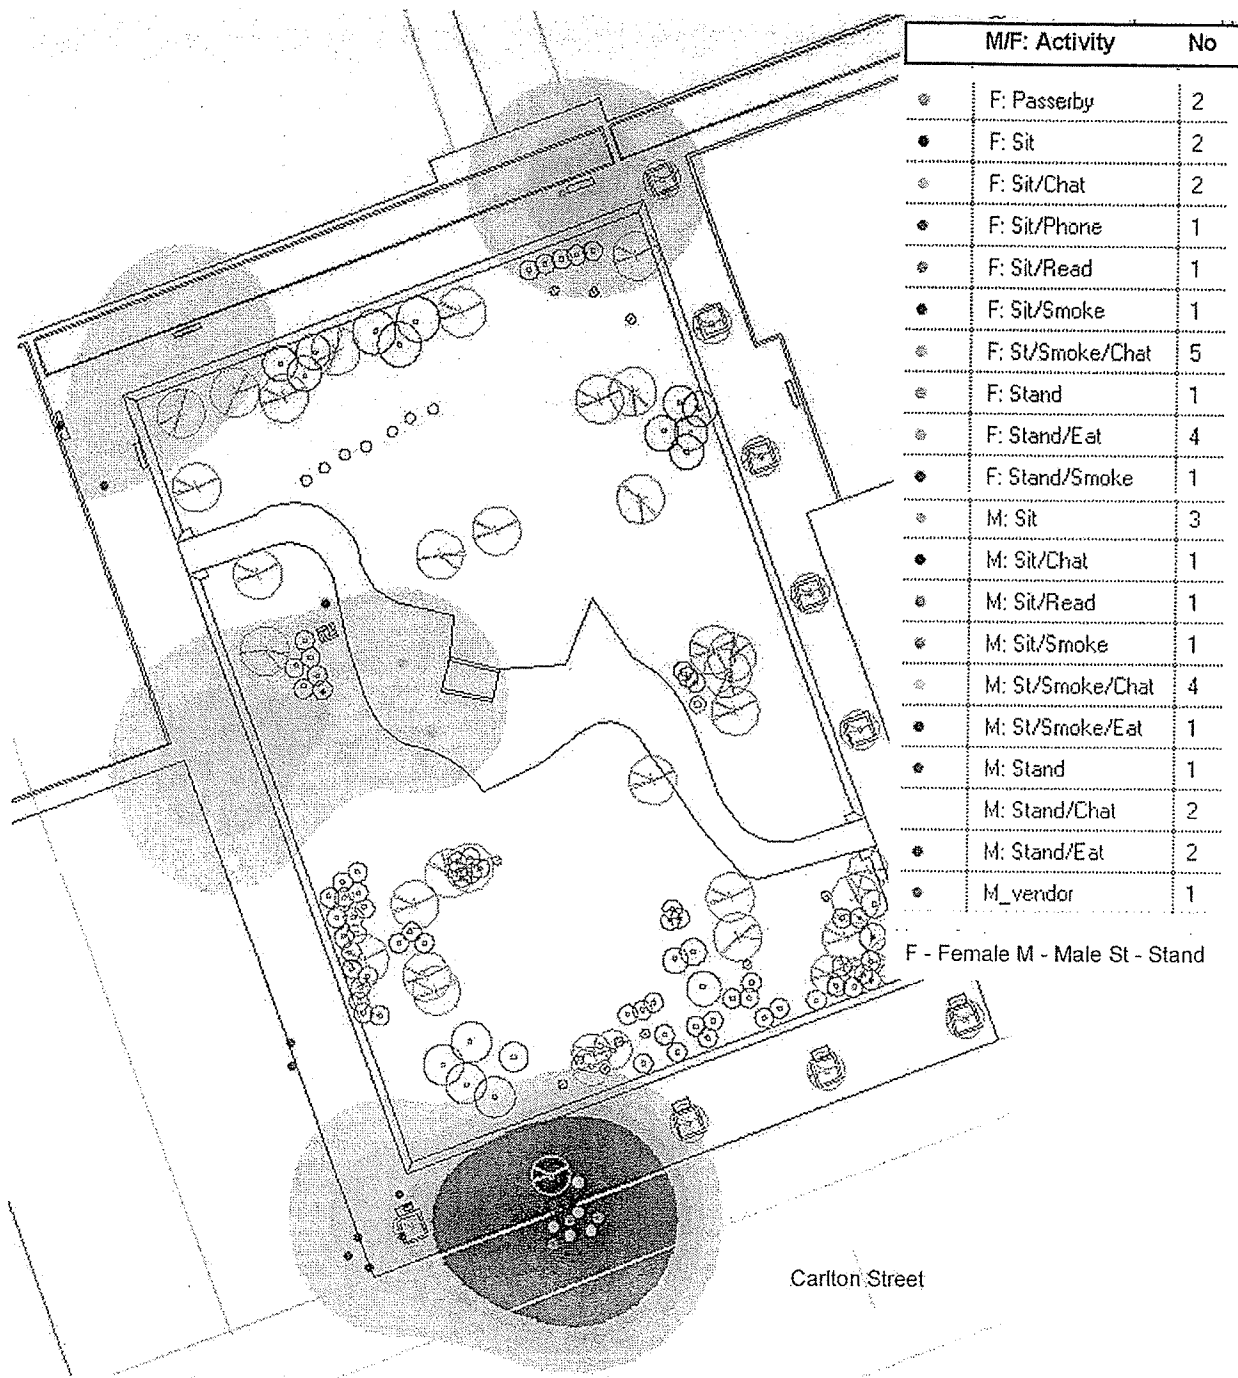 M/F: Activity No
F: Passerby 2
F: Sit 2
F: Sit/Chat 2
F: Sit/Phone 1
F: Sit/Read 1
F: Sit/Smoke 1
F: St/Smoke/Chat 5
F: Stand 1
F: Stand/Eat 4
F: Stand/Smoke 1
M: Sit 3
M: Sit/Chat 1
M: Sit/Read 1
M: Sit/Smoke 1
M: St/Smoke/Chat 4
M: St/Smoke/Eat 1
M: Stand 1
M: Stand/Chat 2
M: Stand/Eat 2
M_vendor 1
F - Female M - Male St - Stand
Carlton Street